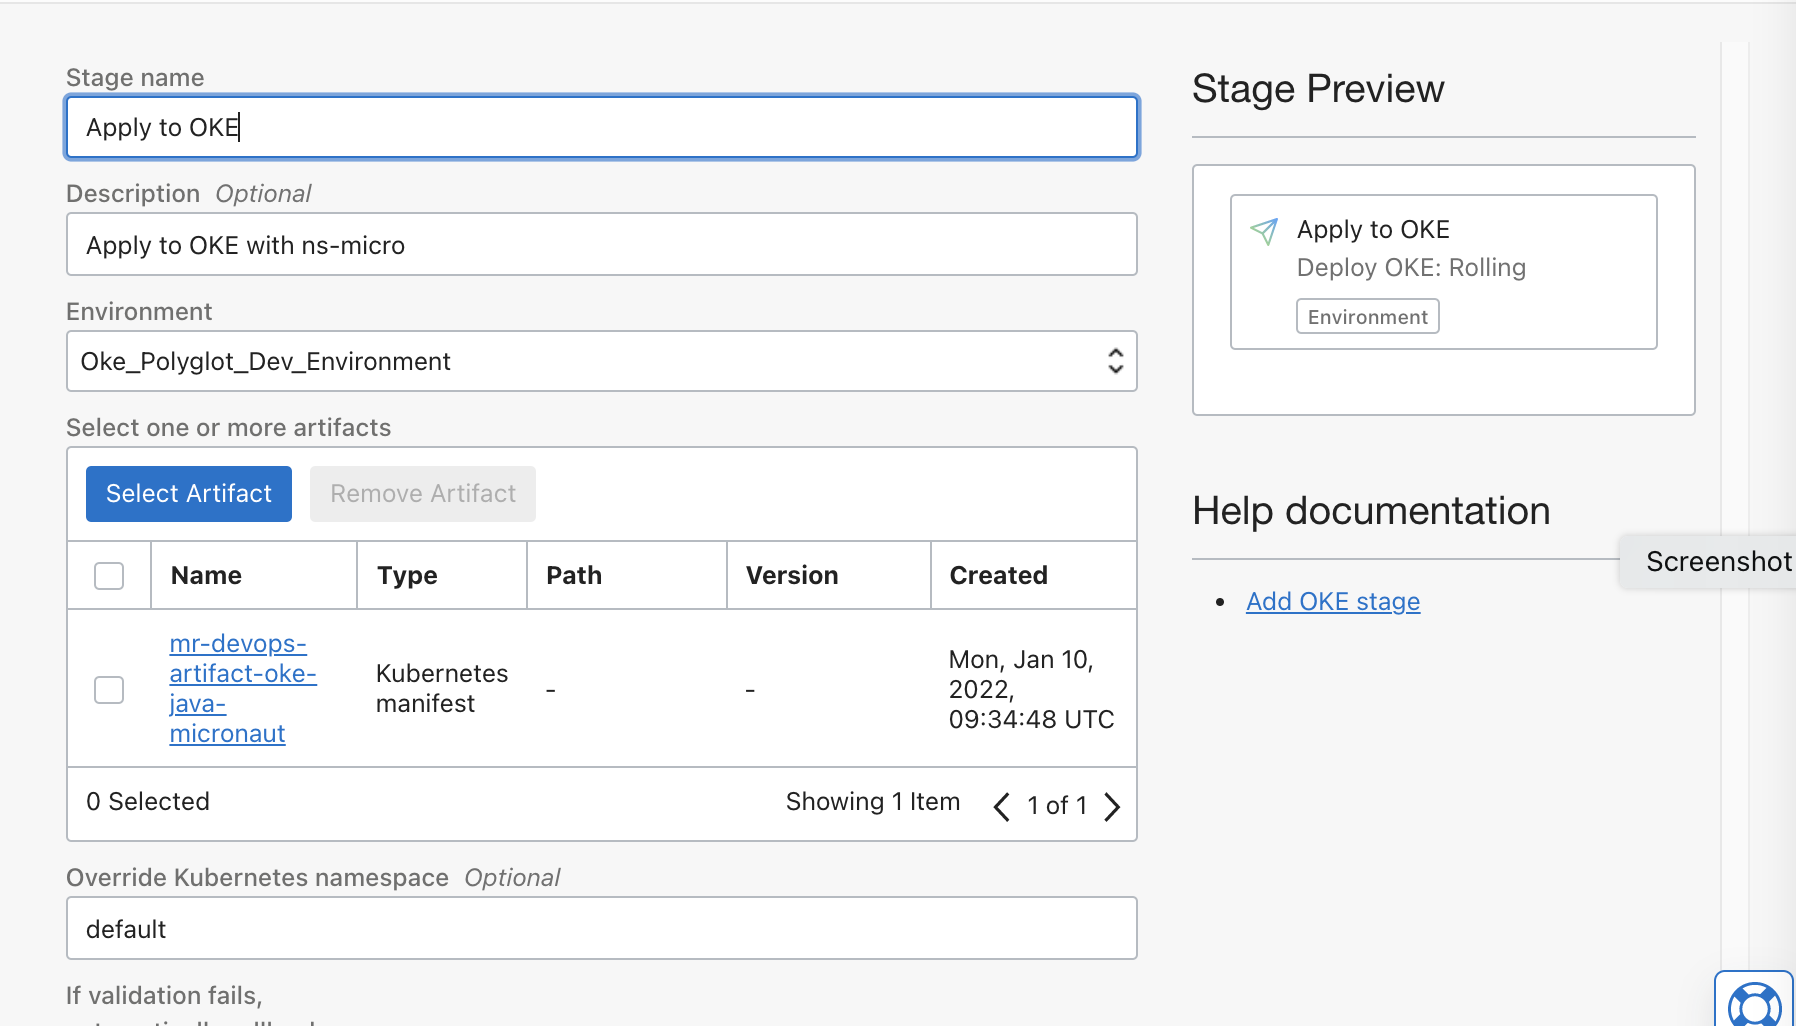 Stage name
Apply to OKE
Description Optional
Apply to OKE with ns-micro
Environment
Oke_Polyglot_Dev_Environment
Select one or more artifacts
Select Artifact Remove Artifact
Name Type Path Version Created
mr-devops-
artifact-oke-
java-
micronaut
Kubernetes
manifest
-
-
Mon, Jan 10,
2022,
09:34:48 UTC
0 Selected
Showing 1 Item
1 of 1
Override Kubernetes namespace Optional
default
If validation fails,
Stage Preview
Apply to OKE
Deploy OKE: Rolling
Environment
Help documentation
• Add OKE stage
Screenshot